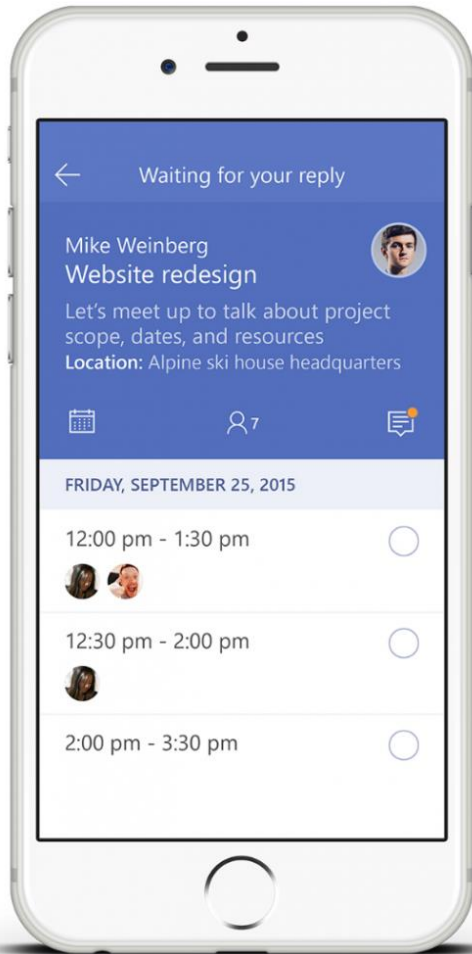 Waiting for your reply
Mike Weinberg
Website redesign
Let's meet up to talk about project
scope, dates, and resources
Location: Alpine ski house headquarters
7
FRIDAY, SEPTEMBER 25, 2015
12:00 pm - 1:30 pm
12:30 pm - 2:00 pm
2:00 pm - 3:30 pm